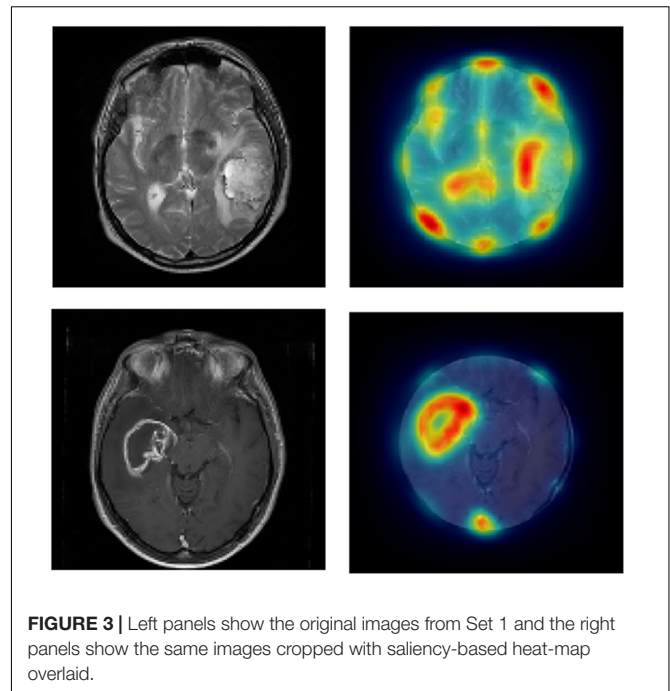 FIGURE 3 | Left panels show the original images from Set 1 and the right
panels show the same images cropped with saliency-based heat-map
overlaid.